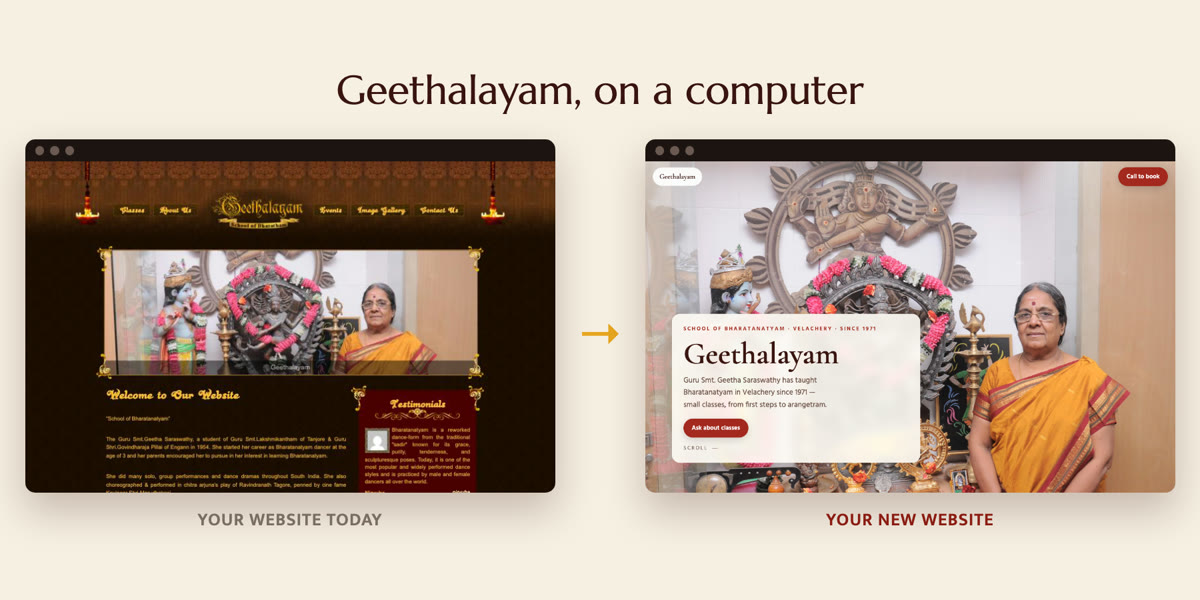 Geethalayam, on a computer
Classes
About Us
Geethalayam
School of Bharatham
Events
Image Gallery
Contact Us
Geethalayam
Welcome to Our Website
"School of Bharatanatyam"
The Guru Smt.Geetha Saraswathy, a student of Guru Smt.Lakshmikantham of Tanjore & Guru
Shri.Govindharaja Pillai of Engann in 1954. She started her career as Bharatanatyam dancer at the
age of 3 and her parents encouraged her to pursue in her interest in learning Bharatanatyam.
She did many solo, group performances and dance dramas throughout South India. She also
choreographed & performed in chitra arjuna's play of Ravindranath Tagore, penned by cine fame
Testimonials
Bharatanatyam is a reworked
dance-form from the traditional
"sadir" known for its grace,
purity, tenderness, and
sculpturesque poses. Today, it is one of the
most popular and widely performed dance
styles and is practiced by male and female
dancers all over the world.
YOUR WEBSITE TODAY
Geethalayam
Call to book
SCHOOL OF BHARATANATYAM · VELACHERY · SINCE 1971
Geethalayam
Guru Smt. Geetha Saraswathy has taught
Bharatanatyam in Velachery since 1971 —
small classes, from first steps to arangetram.
Ask about classes
SCROLL —
YOUR NEW WEBSITE